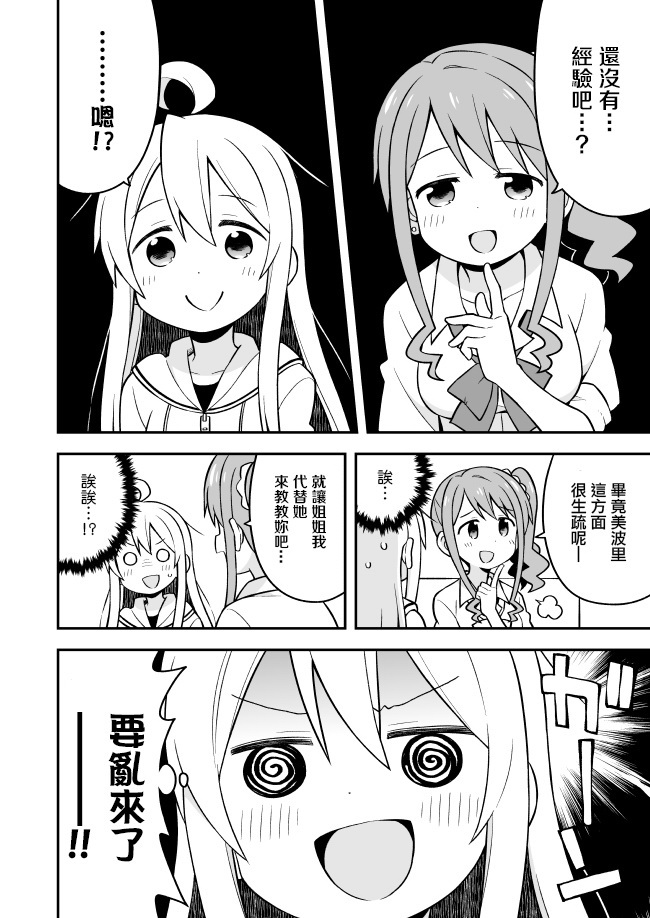 還沒有…
經驗吧…？
………
嗯!?
畢竟美波里
這方面
很生疏呢—
誒…
就讓姐姐我
代替她
來教教妳吧…
誒誒…!?
ガーン
要亂來了
——!!